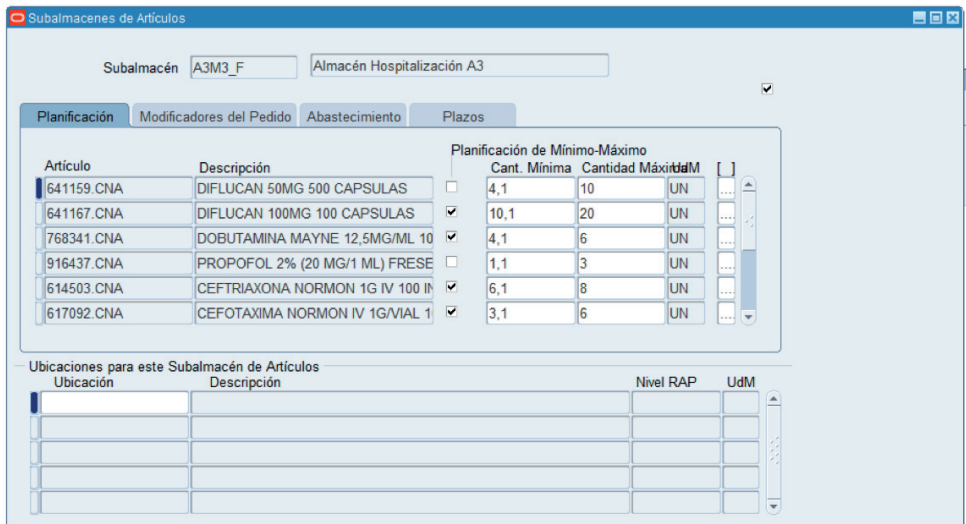 Subalmacenes de Artículos
Subalmacén A3M3_F Almacén Hospitalización A3
Planificación Modificadores del Pedido Abastecimiento Plazos
Planificación de Mínimo-Máximo
Artículo Descripción Cant. Mínima Cantidad Máxima UdM [ ]
641159.CNA DIFLUCAN 50MG 500 CAPSULAS 4,1 10 UN
641167.CNA DIFLUCAN 100MG 100 CAPSULAS 10,1 20 UN
768341.CNA DOBUTAMINA MAYNE 12,5MG/ML 10 4,1 6 UN
916437.CNA PROPOFOL 2% (20 MG/1 ML) FRESE 1,1 3 UN
614503.CNA CEFTRIAXONA NORMON 1G IV 100 IN 6,1 8 UN
617092.CNA CEFOTAXIMA NORMON IV 1G/VIAL 1 3,1 6 UN
Ubicaciones para este Subalmacén de Artículos
Ubicación Descripción Nivel RAP UdM